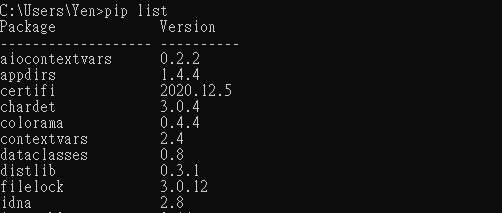 C:\Users\Yen>pip list
Package Version
----------------- ----------
aiocontextvars 0.2.2
appdirs 1.4.4
certifi 2020.12.5
chardet 3.0.4
colorama 0.4.4
contextvars 2.4
dataclasses 0.8
distlib 0.3.1
filelock 3.0.12
idna 2.8